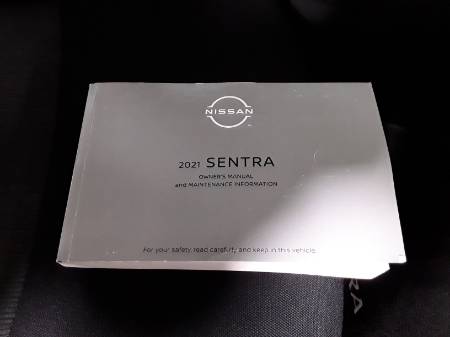 NISSAN
2021 SENTRA
OWNER'S MANUAL
and MAINTENANCE INFORMATION
For your safety, read carefully and keep in this vehicle.